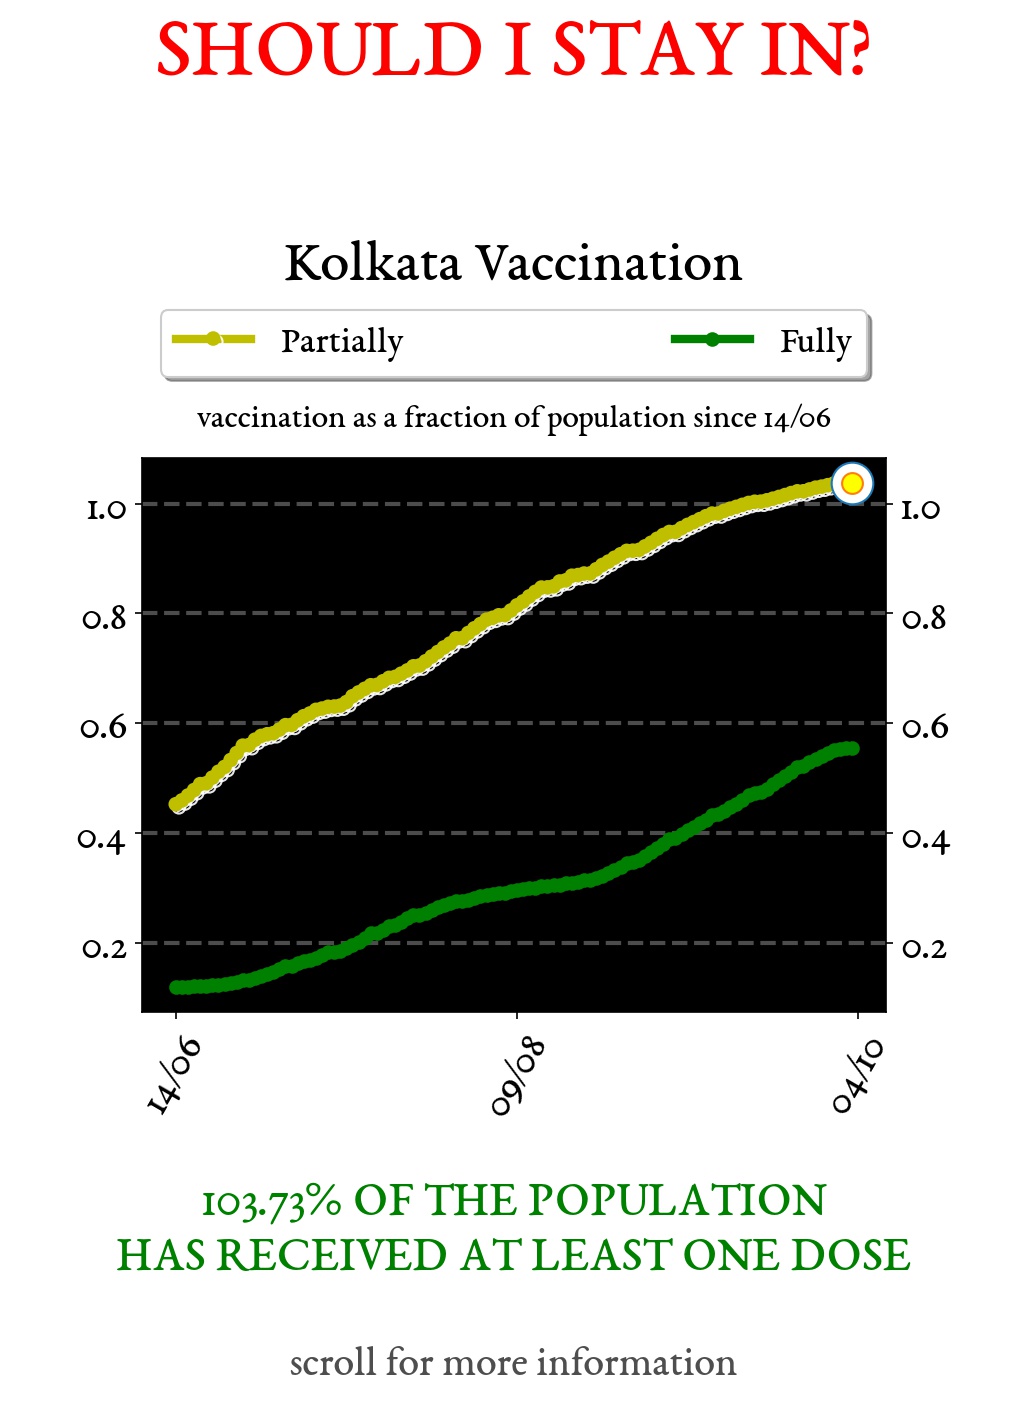 SHOULD I STAY IN?
Kolkata Vaccination
Partially Fully
vaccination as a fraction of population since 14/06
1.0 1.0
0.8 0.8
0.6 0.6
0.4 0.4
0.2 0.2
14/06 09/08 04/10
103.73% OF THE POPULATION
HAS RECEIVED AT LEAST ONE DOSE
scroll for more information